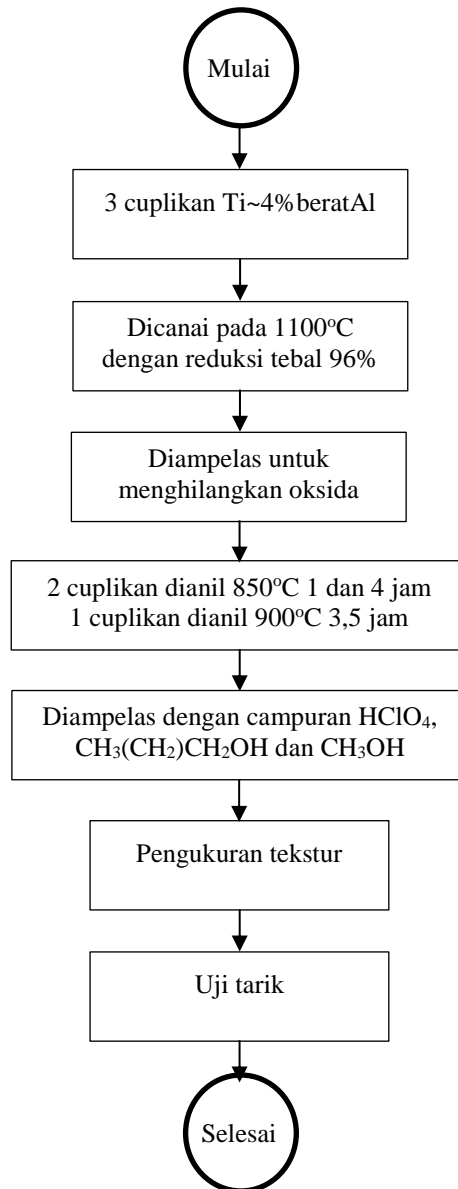 Mulai
3 cuplikan Ti~4%beratAl
Dicanai pada 1100°C
dengan reduksi tebal 96%
Diampelas untuk
menghilangkan oksida
2 cuplikan dianil 850°C 1 dan 4 jam
1 cuplikan dianil 900°C 3,5 jam
Diampelas dengan campuran HClO₄,
CH₃(CH₂)CH₂OH dan CH₃OH
Pengukuran tekstur
Uji tarik
Selesai